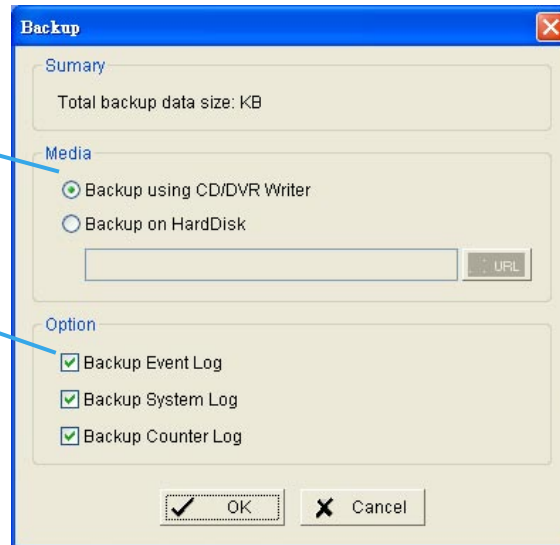 Backup
Sumary
Total backup data size: KB
Media
Backup using CD/DVR Writer
Backup on HardDisk
URL
Option
Backup Event Log
Backup System Log
Backup Counter Log
OK Cancel